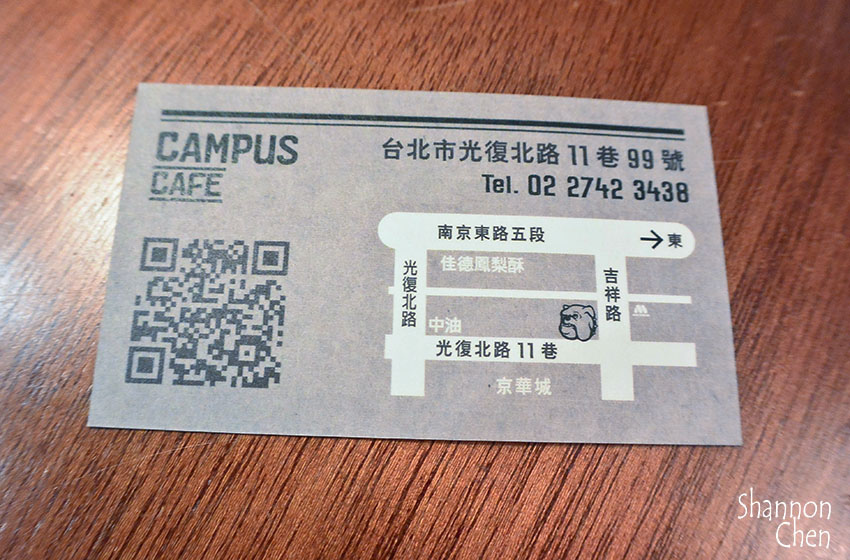 CAMPUS
CAFE
台北市光復北路 11 巷 99 號
Tel. 02 2742 3438
南京東路五段
→東
佳德鳳梨酥
光復北路
吉祥路
中油
光復北路 11 巷
京華城
Shannon
Chen